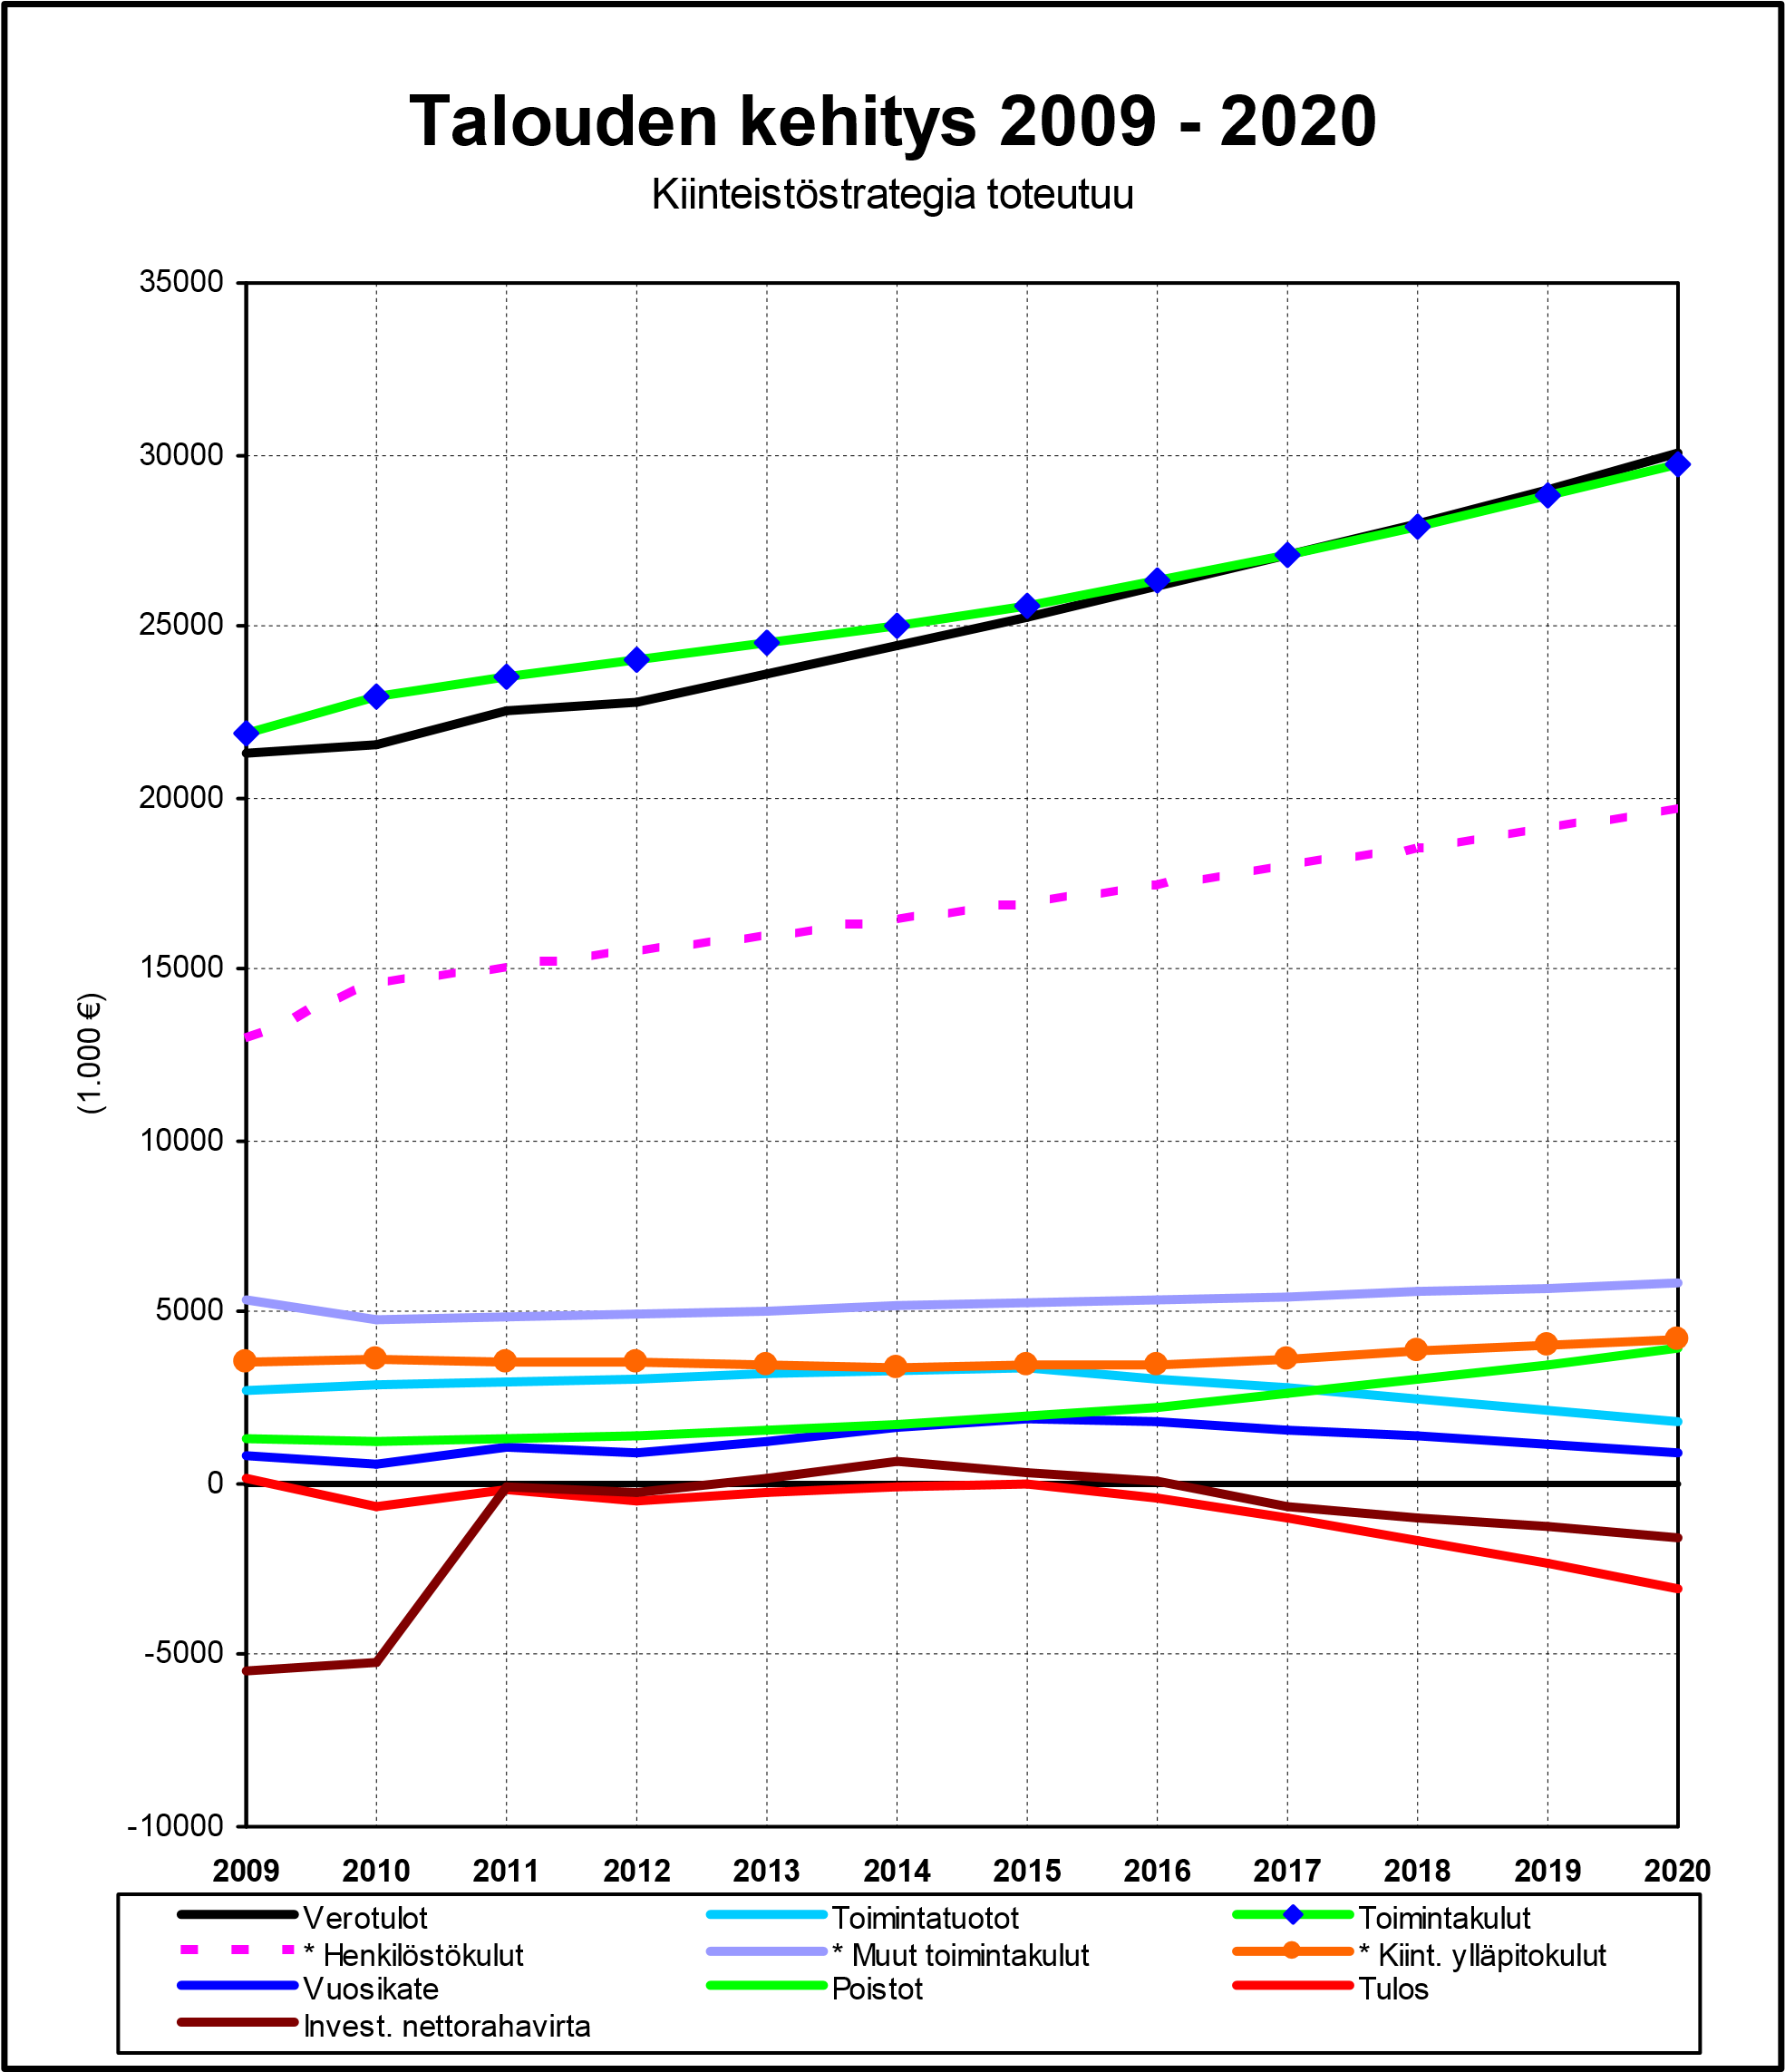 Talouden kehitys 2009 - 2020
Kiinteistöstrategia toteutuu
35000
30000
25000
20000
15000
10000
5000
0
-5000
-10000
(1.000 €)
2009 2010 2011 2012 2013 2014 2015 2016 2017 2018 2019 2020
Verotulot Toimintatuotot Toimintakulut
* Henkilöstökulut * Muut toimintakulut * Kiint. ylläpitokulut
Vuosikate Poistot Tulos
Invest. nettorahavirta